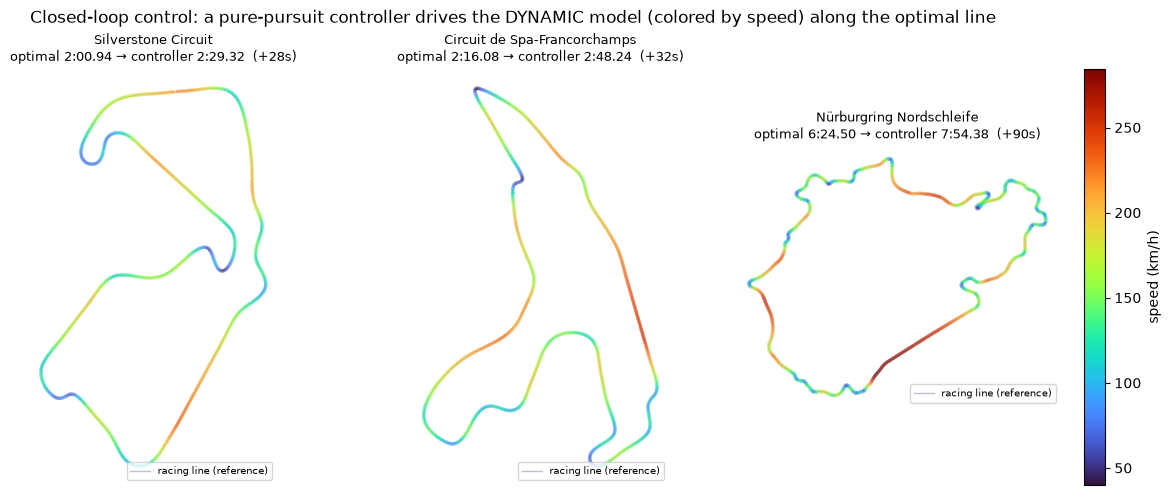 Closed-loop control: a pure-pursuit controller drives the DYNAMIC model (colored by speed) along the optimal line
Silverstone Circuit
optimal 2:00.94 → controller 2:29.32  (+28s)
Circuit de Spa-Francorchamps
optimal 2:16.08 → controller 2:48.24  (+32s)
Nürburgring Nordschleife
optimal 6:24.50 → controller 7:54.38  (+90s)
racing line (reference)
racing line (reference)
racing line (reference)
250
200
150
100
50
speed (km/h)